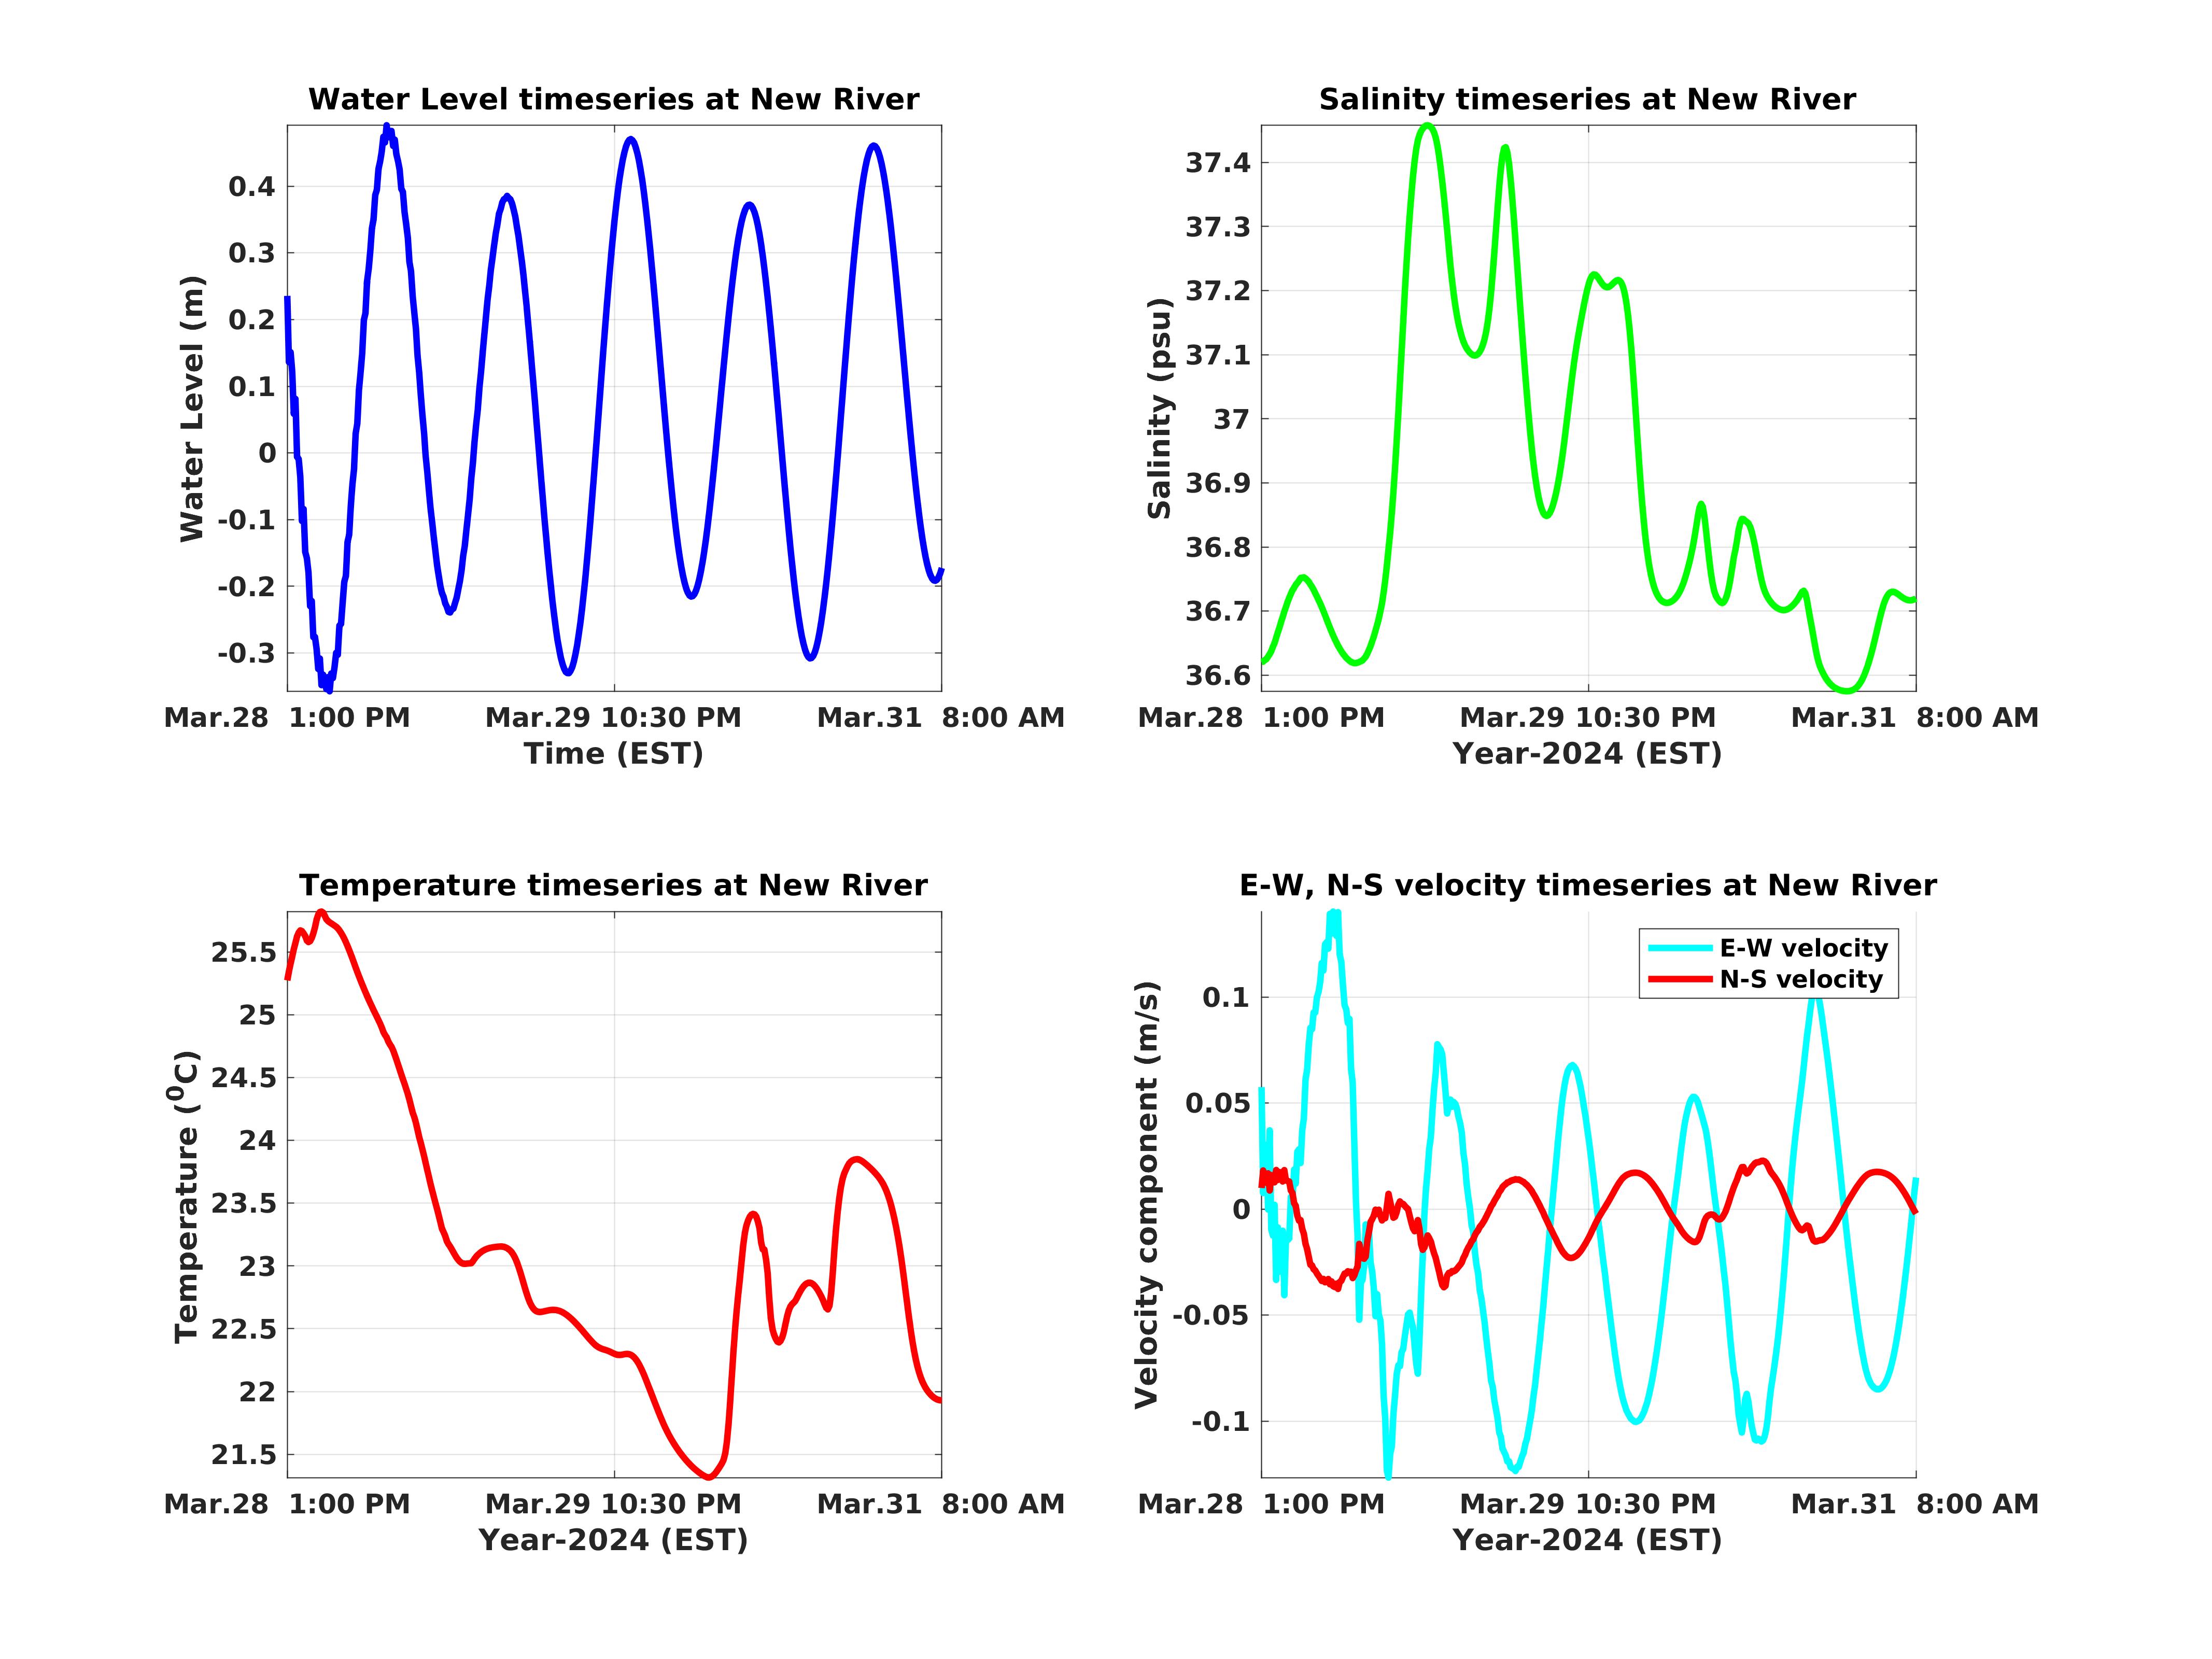 Water Level timeseries at New River
Water Level (m)
0.4
0.3
0.2
0.1
0
-0.1
-0.2
-0.3
Mar.28 1:00 PM Mar.29 10:30 PM Mar.31 8:00 AM
Time (EST)
Salinity timeseries at New River
Salinity (psu)
37.4
37.3
37.2
37.1
37
36.9
36.8
36.7
36.6
Mar.28 1:00 PM Mar.29 10:30 PM Mar.31 8:00 AM
Year-2024 (EST)
Temperature timeseries at New River
Temperature (⁰C)
25.5
25
24.5
24
23.5
23
22.5
22
21.5
Mar.28 1:00 PM Mar.29 10:30 PM Mar.31 8:00 AM
Year-2024 (EST)
E-W, N-S velocity timeseries at New River
Velocity component (m/s)
E-W velocity
N-S velocity
0.1
0.05
0
-0.05
-0.1
Mar.28 1:00 PM Mar.29 10:30 PM Mar.31 8:00 AM
Year-2024 (EST)